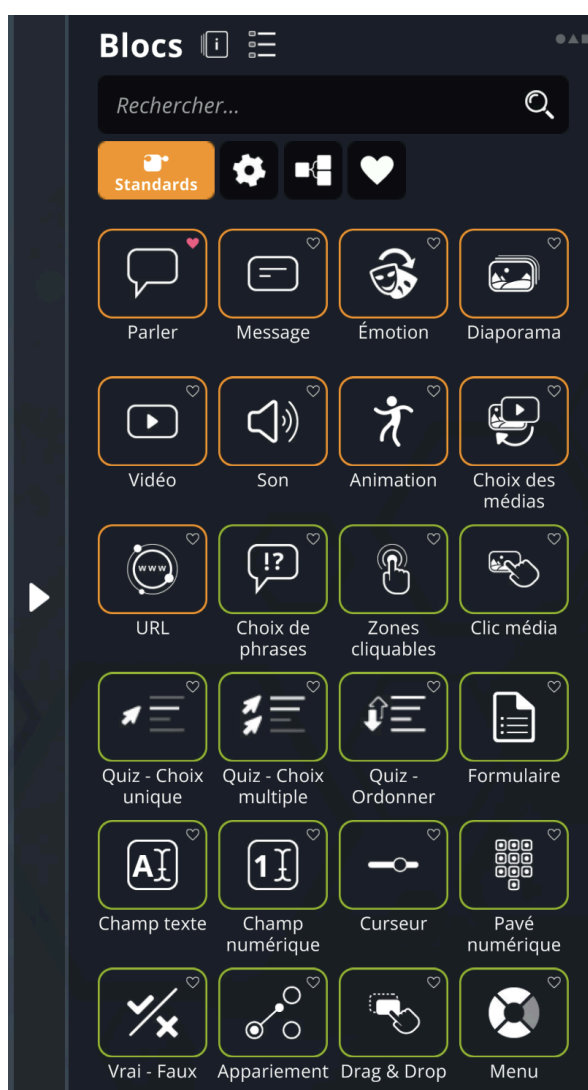 Blocs
Rechercher...
Standards
Parler
Message
Émotion
Diaporama
Vidéo
Son
Animation
Choix des
médias
www
URL
!?
Choix de
phrases
Zones
cliquables
Clic média
Quiz - Choix
unique
Quiz - Choix
multiple
Quiz -
Ordonner
Formulaire
A
Champ texte
1
Champ
numérique
Curseur
Pavé
numérique
Vrai - Faux
Appariement
Drag & Drop
Menu